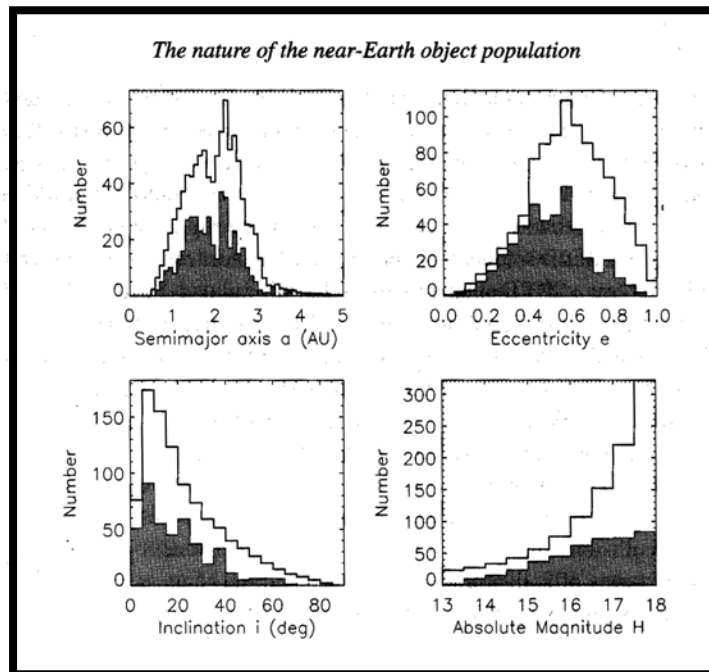 The nature of the near-Earth object population
Number
60
40
20
0
0 1 2 3 4 5
Semimajor axis a (AU)
Number
100
80
60
40
20
0
0.0 0.2 0.4 0.6 0.8 1.0
Eccentricity e
Number
150
100
50
0
0 20 40 60 80
Inclination i (deg)
Number
300
250
200
150
100
50
0
13 14 15 16 17 18
Absolute Magnitude H